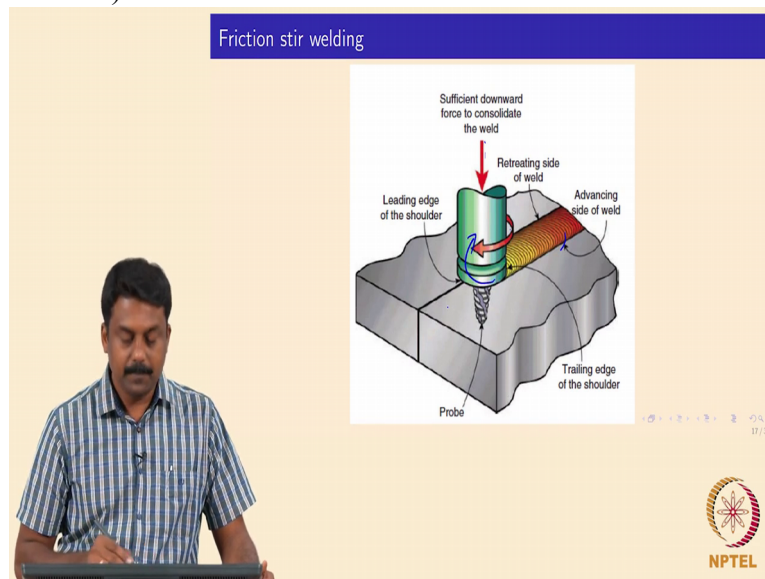 Friction stir welding
Sufficient downward
force to consolidate
the weld
Retreating side
of weld
Leading edge
of the shoulder
Advancing
side of weld
Trailing edge
of the shoulder
Probe
NPTEL